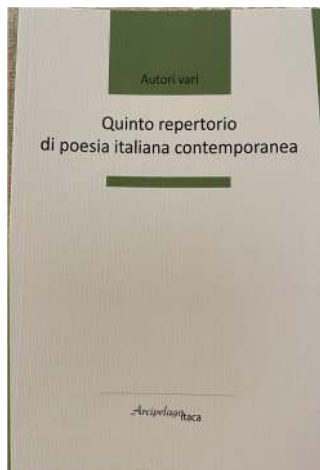 Autori vari
Quinto repertorio
di poesia italiana contemporanea
Arcipelago itaca